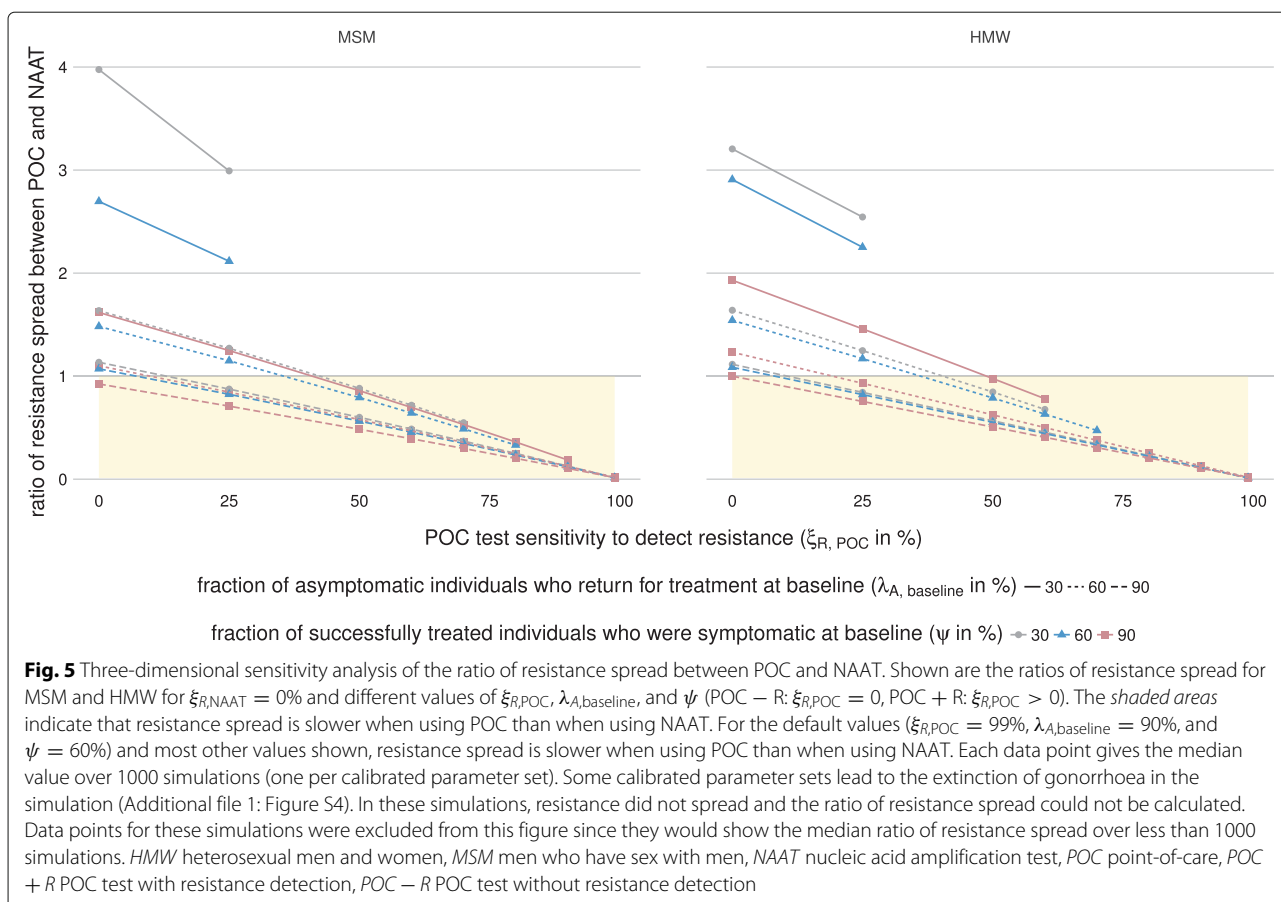 MSM
HMW
ratio of resistance spread between POC and NAAT
4
3
2
1
0
0 25 50 75 100
0 25 50 75 100
POC test sensitivity to detect resistance (ξR, POC in %)
fraction of asymptomatic individuals who return for treatment at baseline (λA, baseline in %) 30 60 90
fraction of successfully treated individuals who were symptomatic at baseline (ψ in %) 30 60 90
Fig. 5 Three-dimensional sensitivity analysis of the ratio of resistance spread between POC and NAAT. Shown are the ratios of resistance spread for
MSM and HMW for ξR,NAAT = 0% and different values of ξR,POC, λA,baseline, and ψ (POC − R: ξR,POC = 0, POC + R: ξR,POC > 0). The shaded areas
indicate that resistance spread is slower when using POC than when using NAAT. For the default values (ξR,POC = 99%, λA,baseline = 90%, and
ψ = 60%) and most other values shown, resistance spread is slower when using POC than when using NAAT. Each data point gives the median
value over 1000 simulations (one per calibrated parameter set). Some calibrated parameter sets lead to the extinction of gonorrhoea in the
simulation (Additional file 1: Figure S4). In these simulations, resistance did not spread and the ratio of resistance spread could not be calculated.
Data points for these simulations were excluded from this figure since they would show the median ratio of resistance spread over less than 1000
simulations. HMW heterosexual men and women, MSM men who have sex with men, NAAT nucleic acid amplification test, POC point-of-care, POC
+ R POC test with resistance detection, POC − R POC test without resistance detection